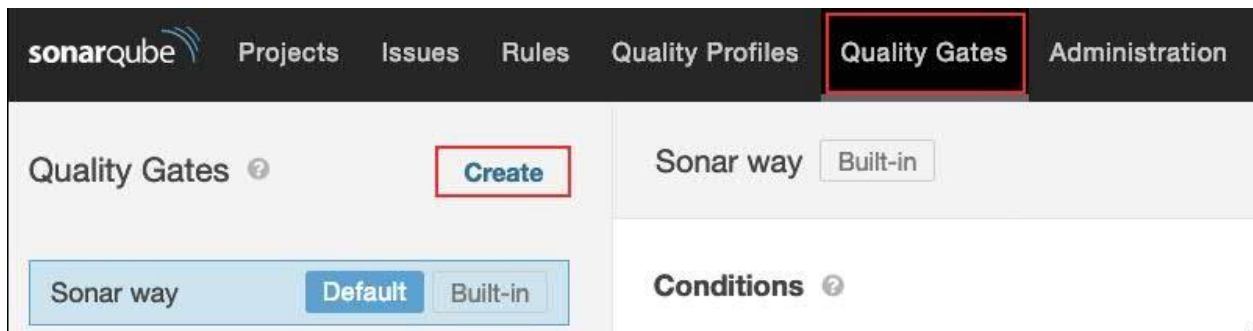 sonarqube Projects Issues Rules Quality Profiles Quality Gates Administration
Quality Gates ? Create
Sonar way Default Built-in
Sonar way Built-in
Conditions ?